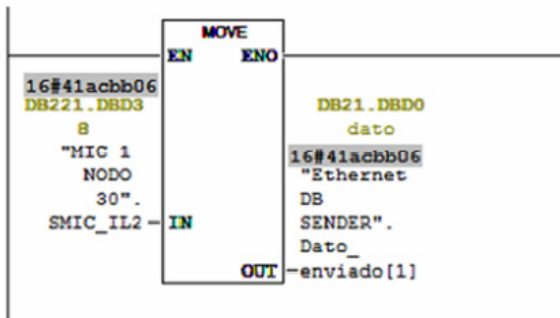 MOVE
EN ENO
16#41acbb06
DB221.DBD3
8
"MIC 1
NODO
30".
SMIC_IL2
IN
DB21.DBD0
dato
16#41acbb06
"Ethernet
DB
SENDER".
Dato_
enviado[1]
OUT